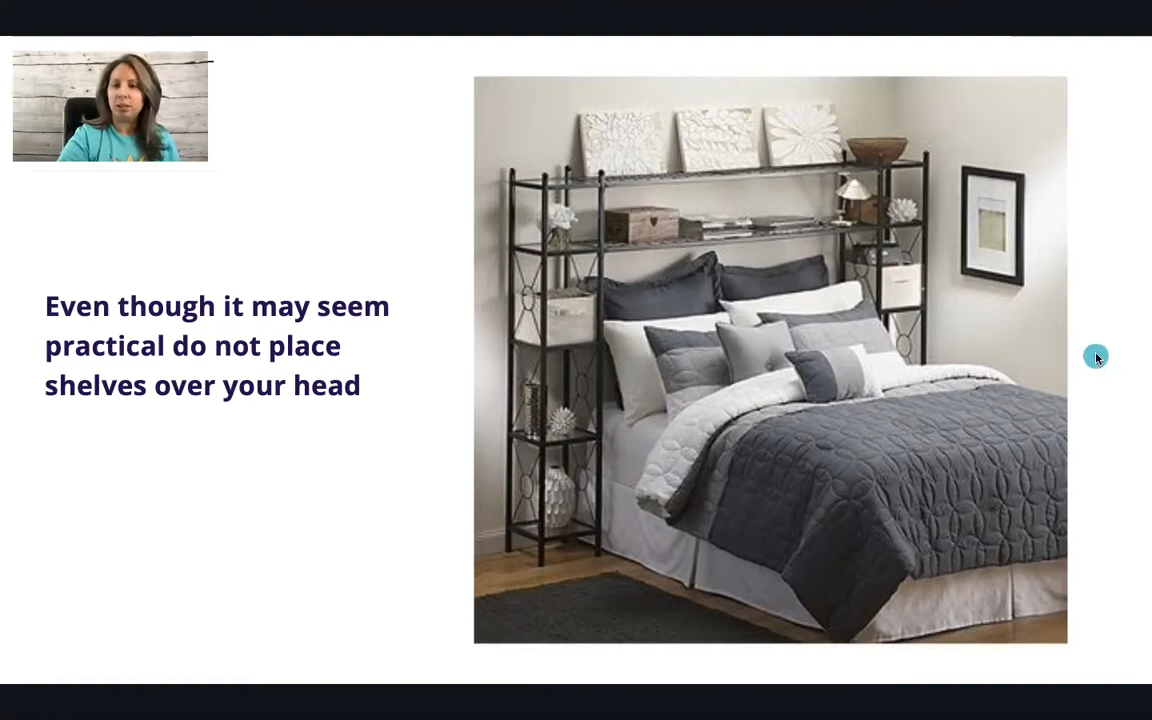 Even though it may seem
practical do not place
shelves over your head